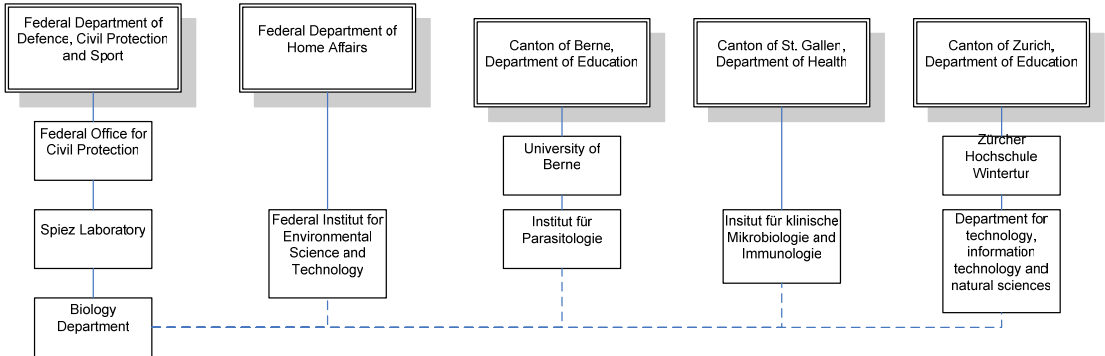 Federal Department of
Defence, Civil Protection
and Sport
Federal Department of
Home Affairs
Canton of Berne,
Department of Education
Canton of St. Gallen,
Department of Health
Canton of Zurich,
Department of Education
Federal Office for
Civil Protection
University of
Berne
Zürcher
Hochschule
Wintertur
Spiez Laboratory
Federal Institut for
Environmental
Science and
Technology
Institut für
Parasitologie
Insitut für klinische
Mikrobiologie and
Immunologie
Department for
technology,
information
technology and
natural sciences
Biology
Department